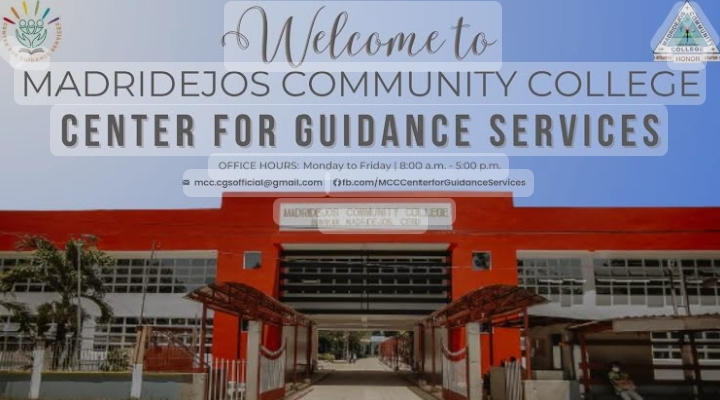 Welcome to
MADRIDEJOS COMMUNITY COLLEGE
CENTER FOR GUIDANCE SERVICES
OFFICE HOURS: Monday to Friday | 8:00 a.m. - 5:00 p.m.
mcc.cgsofficial@gmail.com fb.com/MCCCenterforGuidanceServices
MADRIDEJOS COMMUNITY COLLEGE
MADRIDEJOS, CEBU
HONOR